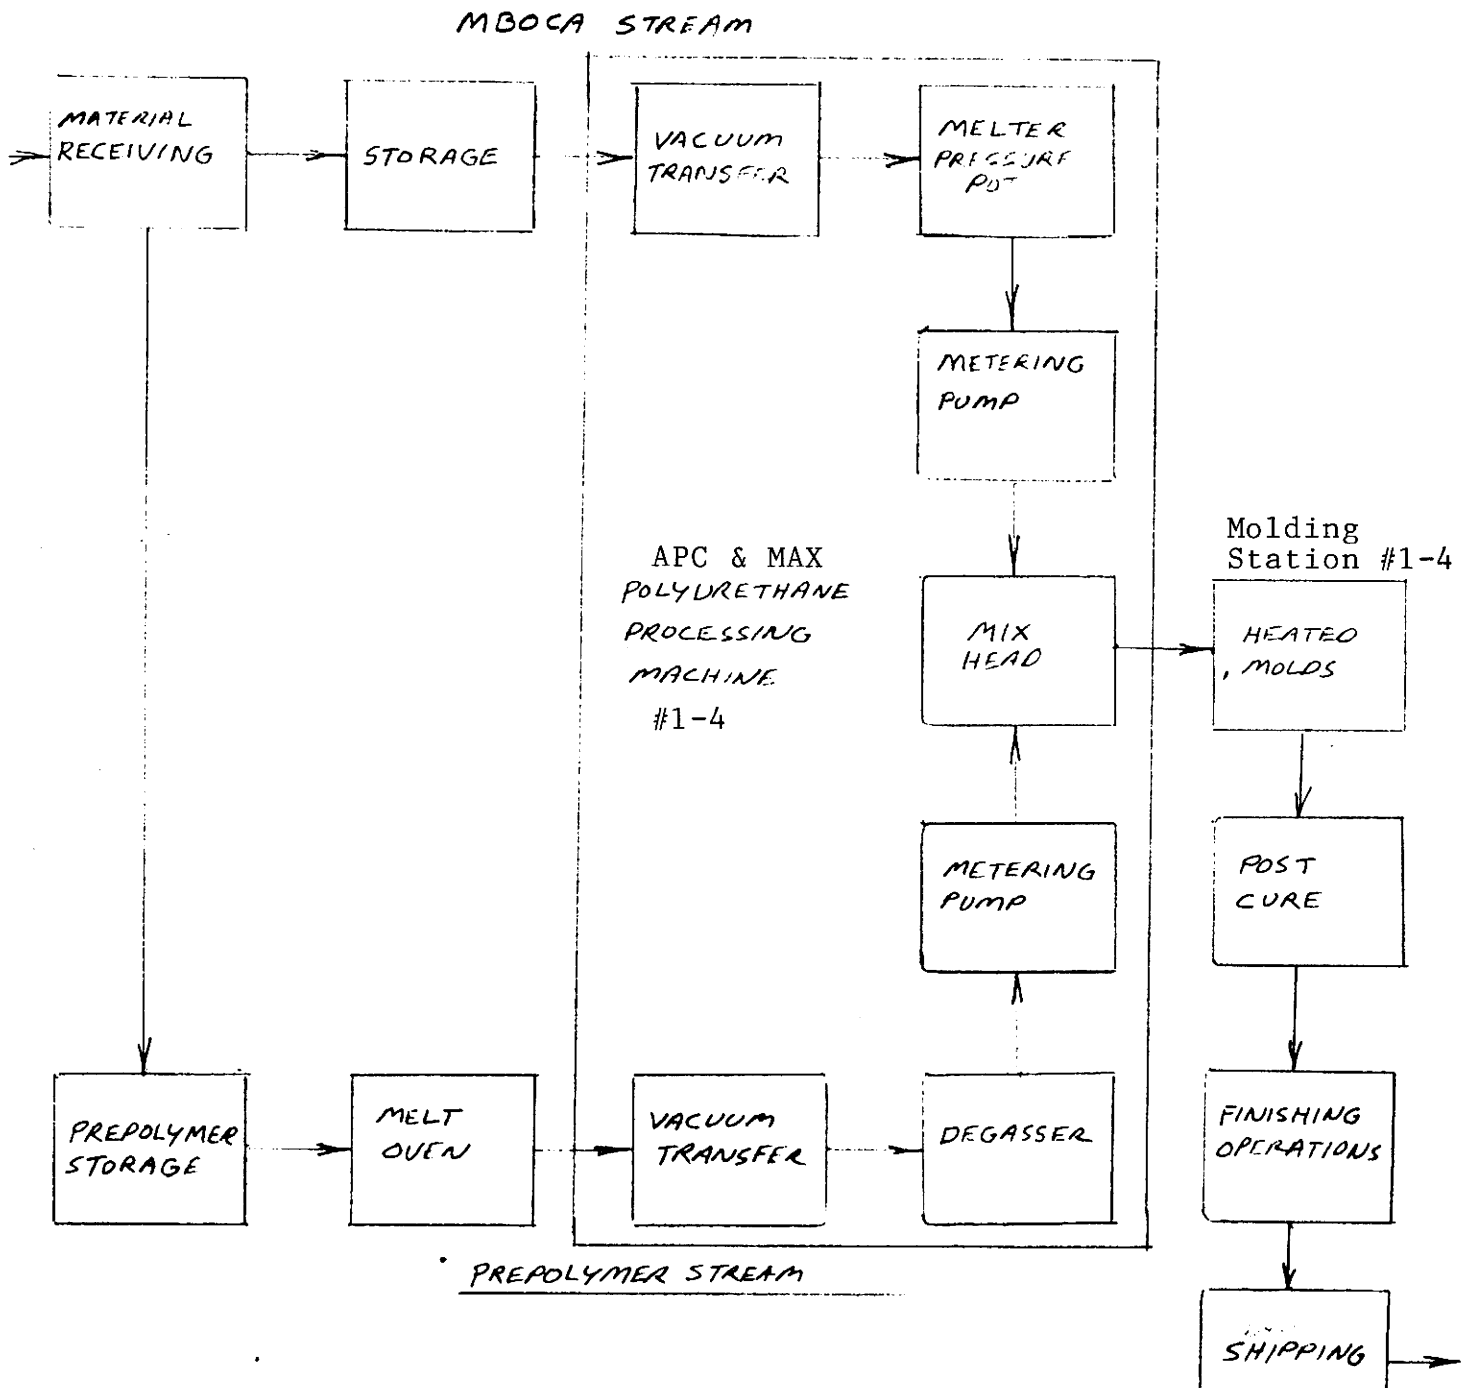 MBOCA STREAM
MATERIAL
RECEIVING
STORAGE
VACUUM
TRANSFER
MELTER
PRESSURE
POT
METERING
PUMP
APC & MAX
POLYURETHANE
PROCESSING
MACHINE
#1-4
MIX
HEAD
Molding
Station #1-4
HEATED
MOLDS
METERING
PUMP
POST
CURE
PREPOLYMER
STORAGE
MELT
OVEN
VACUUM
TRANSFER
DEGASSER
FINISHING
OPERATIONS
PREPOLYMER STREAM
SHIPPING